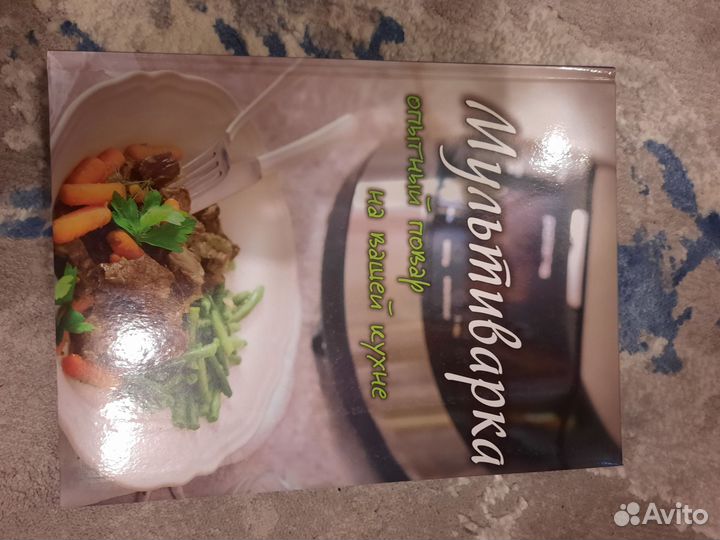 Мультиварка
опытный повар
на вашей кухне
Avito